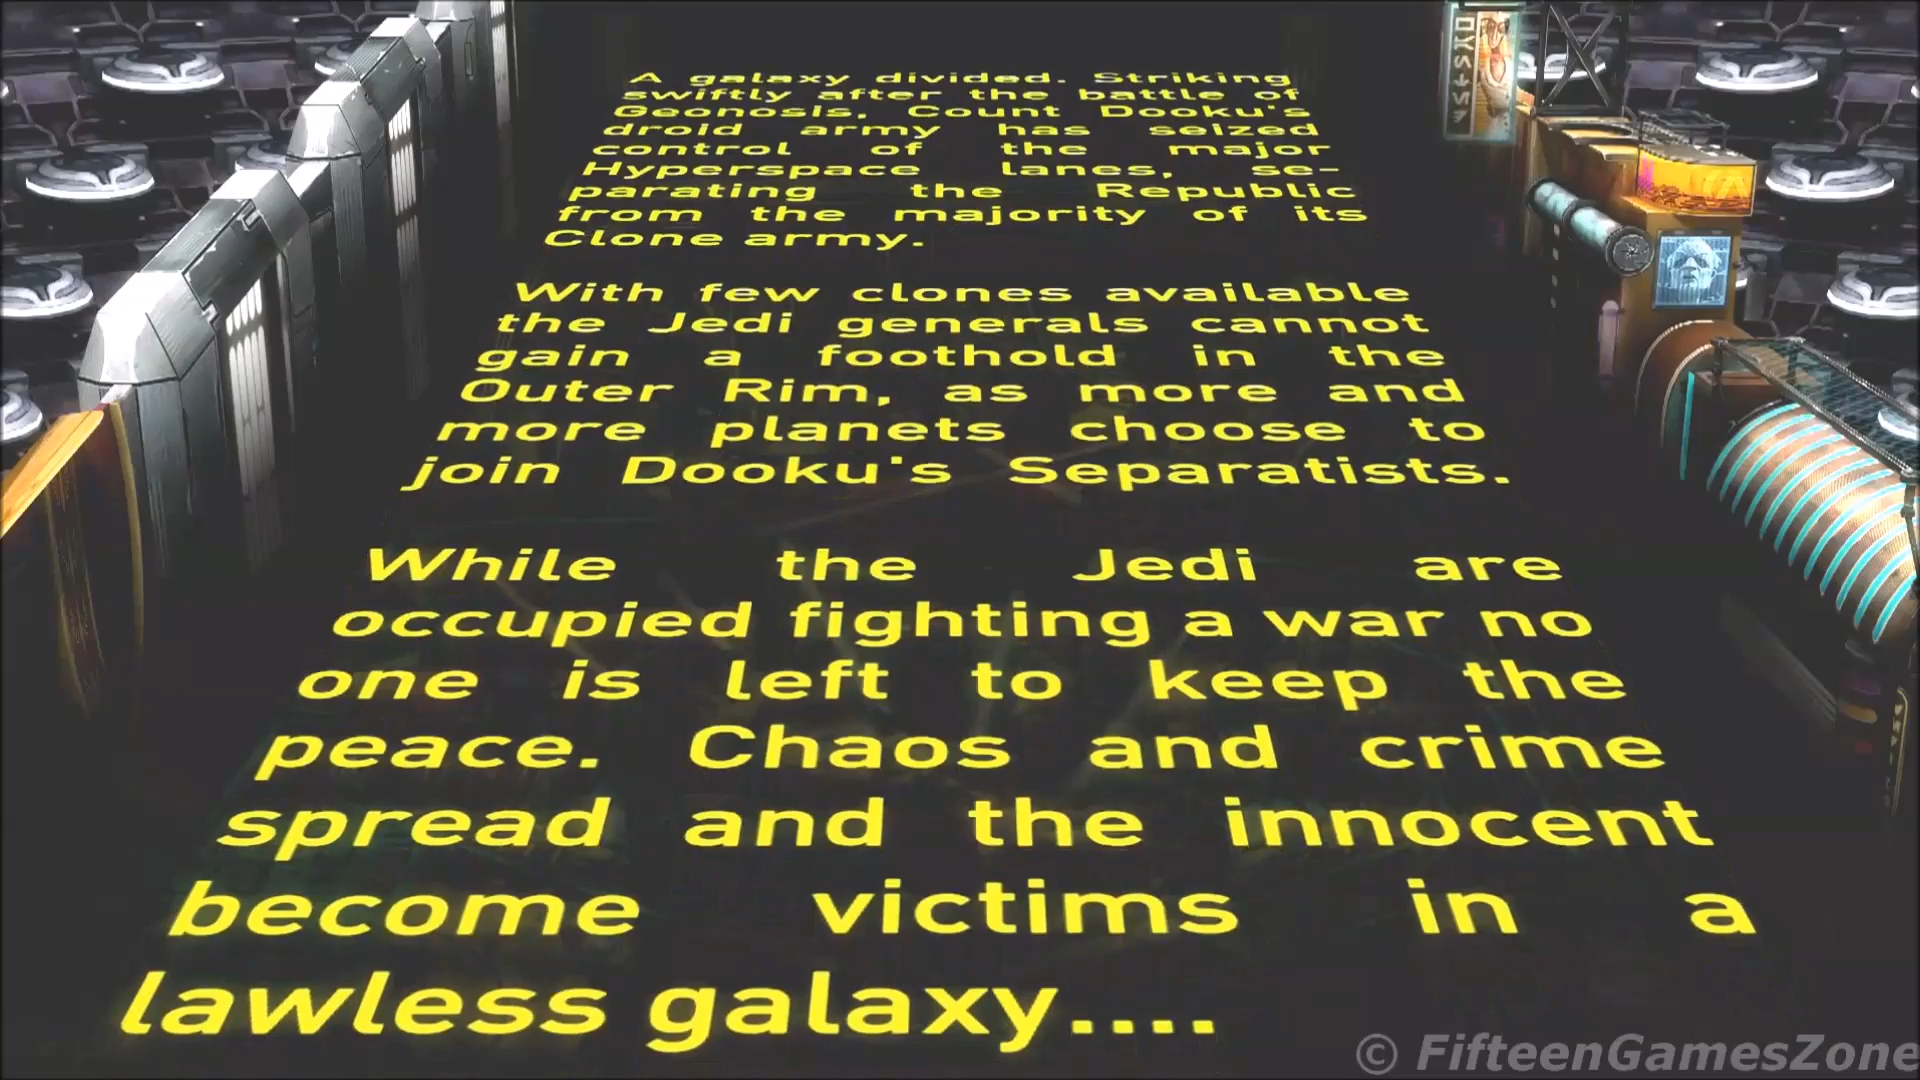 A galaxy divided. Striking
swiftly after the battle of
Geonosis, Count Dooku's
droid army has seized
control of the major
Hyperspace lanes, se-
parating the Republic
from the majority of its
Clone army.
With few clones available
the Jedi generals cannot
gain a foothold in the
Outer Rim, as more and
more planets choose to
join Dooku's Separatists.
While the Jedi are
occupied fighting a war no
one is left to keep the
peace. Chaos and crime
spread and the innocent
become victims in a
lawless galaxy....
© FifteenGamesZone